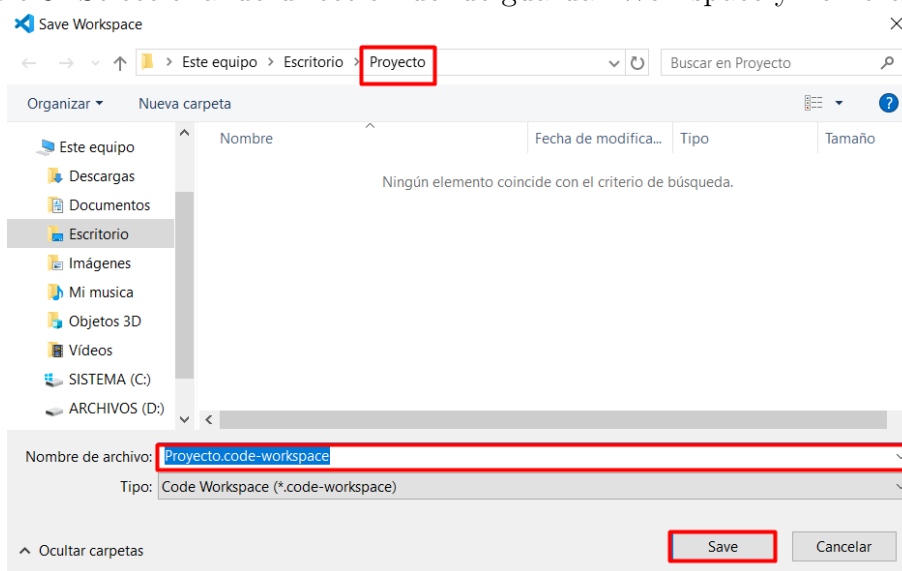 Save Workspace
Este equipo > Escritorio > Proyecto
Buscar en Proyecto
Organizar
Nueva carpeta
Nombre
Fecha de modifica...
Tipo
Tamaño
Ningún elemento coincide con el criterio de búsqueda.
Este equipo
Descargas
Documentos
Escritorio
Imágenes
Mi musica
Objetos 3D
Vídeos
SISTEMA (C:)
ARCHIVOS (D:)
Nombre de archivo: Proyecto.code-workspace
Tipo: Code Workspace (*.code-workspace)
Ocultar carpetas
Save
Cancelar